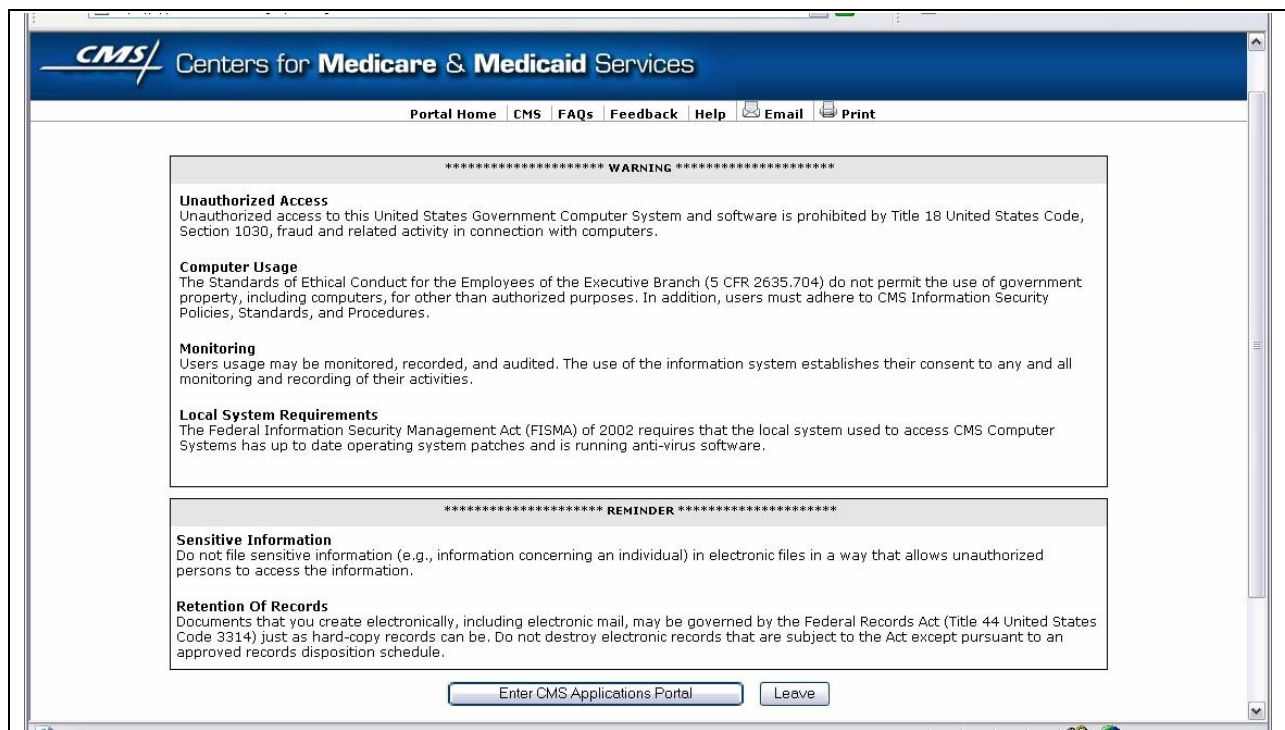 CMS Centers for Medicare & Medicaid Services
Portal Home CMS FAQs Feedback Help Email Print
********************* WARNING *********************
Unauthorized Access
Unauthorized access to this United States Government Computer System and software is prohibited by Title 18 United States Code,
Section 1030, fraud and related activity in connection with computers.
Computer Usage
The Standards of Ethical Conduct for the Employees of the Executive Branch (5 CFR 2635.704) do not permit the use of government
property, including computers, for other than authorized purposes. In addition, users must adhere to CMS Information Security
Policies, Standards, and Procedures.
Monitoring
Users usage may be monitored, recorded, and audited. The use of the information system establishes their consent to any and all
monitoring and recording of their activities.
Local System Requirements
The Federal Information Security Management Act (FISMA) of 2002 requires that the local system used to access CMS Computer
Systems has up to date operating system patches and is running anti-virus software.
********************* REMINDER *********************
Sensitive Information
Do not file sensitive information (e.g., information concerning an individual) in electronic files in a way that allows unauthorized
persons to access the information.
Retention Of Records
Documents that you create electronically, including electronic mail, may be governed by the Federal Records Act (Title 44 United States
Code 3314) just as hard-copy records can be. Do not destroy electronic records that are subject to the Act except pursuant to an
approved records disposition schedule.
Enter CMS Applications Portal Leave